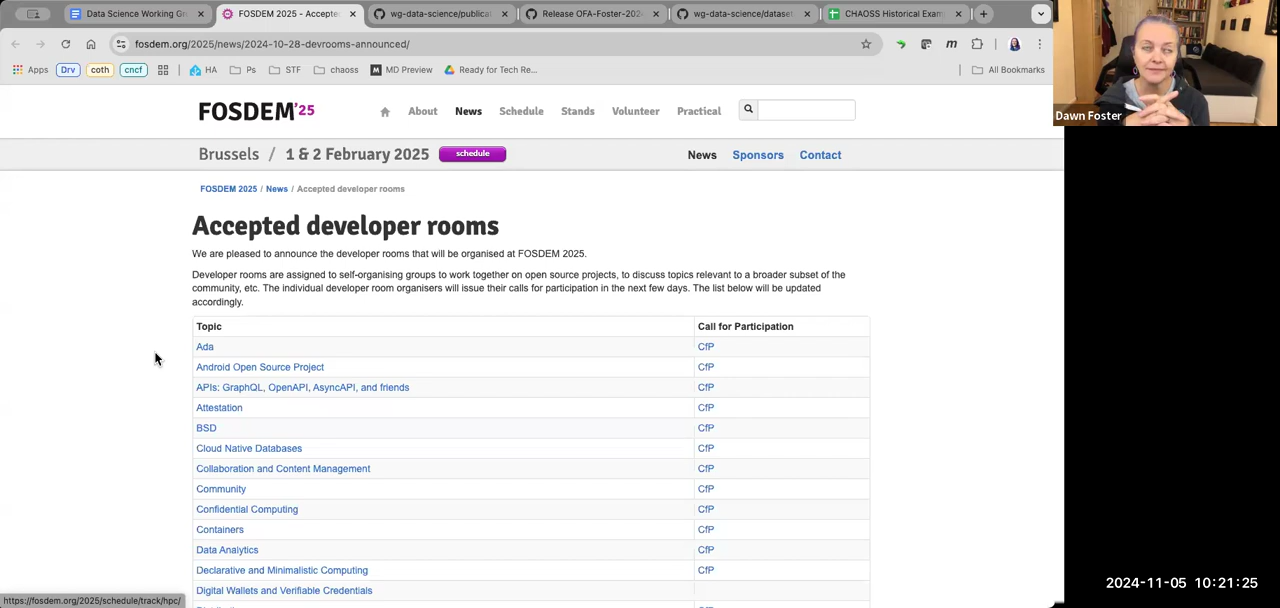 Data Science Working Gr
FOSDEM 2025 - Accepte
wg-data-science/publica
Release OFA-Foster-202
wg-data-science/dataset
CHAOSS Historical Exam
fosdem.org/2025/news/2024-10-28-devrooms-announced/
Apps
Drv
coth
cncf
HA
Ps
STF
chaoss
MD Preview
Ready for Tech Re...
All Bookmarks
Dawn Foster
FOSDEM'25
About
News
Schedule
Stands
Volunteer
Practical
Brussels / 1 & 2 February 2025
schedule
News
Sponsors
Contact
FOSDEM 2025 / News / Accepted developer rooms
Accepted developer rooms
We are pleased to announce the developer rooms that will be organised at FOSDEM 2025.
Developer rooms are assigned to self-organising groups to work together on open source projects, to discuss topics relevant to a broader subset of the
community, etc. The individual developer room organisers will issue their calls for participation in the next few days. The list below will be updated
accordingly.
Topic Call for Participation
Ada CfP
Android Open Source Project CfP
APIs: GraphQL, OpenAPI, AsyncAPI, and friends CfP
Attestation CfP
BSD CfP
Cloud Native Databases CfP
Collaboration and Content Management CfP
Community CfP
Confidential Computing CfP
Containers CfP
Data Analytics CfP
Declarative and Minimalistic Computing CfP
Digital Wallets and Verifiable Credentials
https://fosdem.org/2025/schedule/track/hpc/
2024-11-05 10:21:25